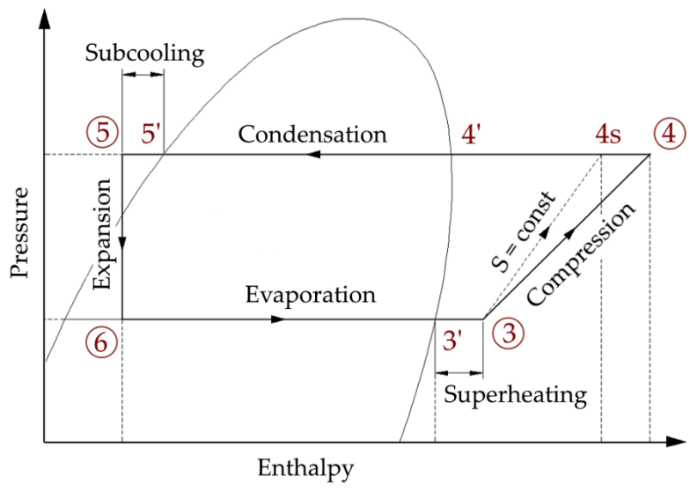 Subcooling
5 5' Condensation 4' 4s 4
Pressure
Expansion
S = const
Compression
Evaporation
6 3' 3
Superheating
Enthalpy